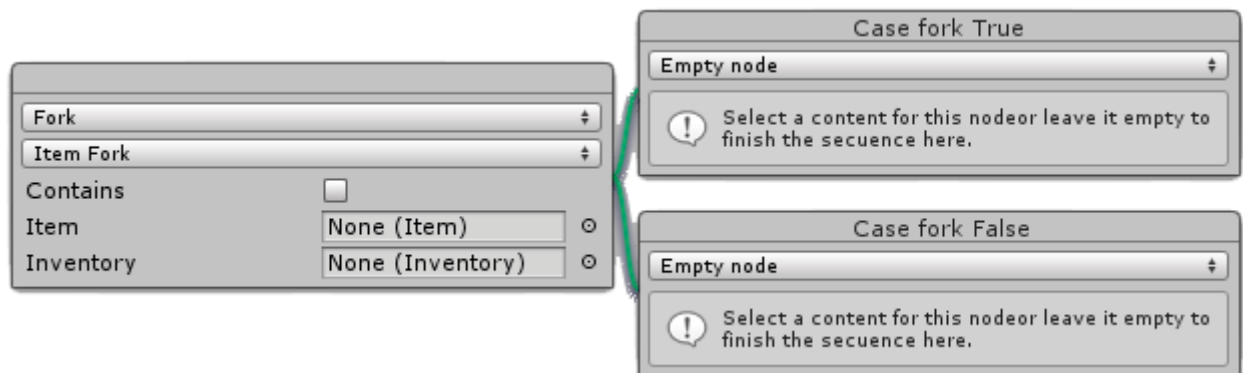 Fork
Item Fork
Contains
Item None (Item)
Inventory None (Inventory)
Case fork True
Empty node
Select a content for this nodeor leave it empty to
finish the secuence here.
Case fork False
Empty node
Select a content for this nodeor leave it empty to
finish the secuence here.